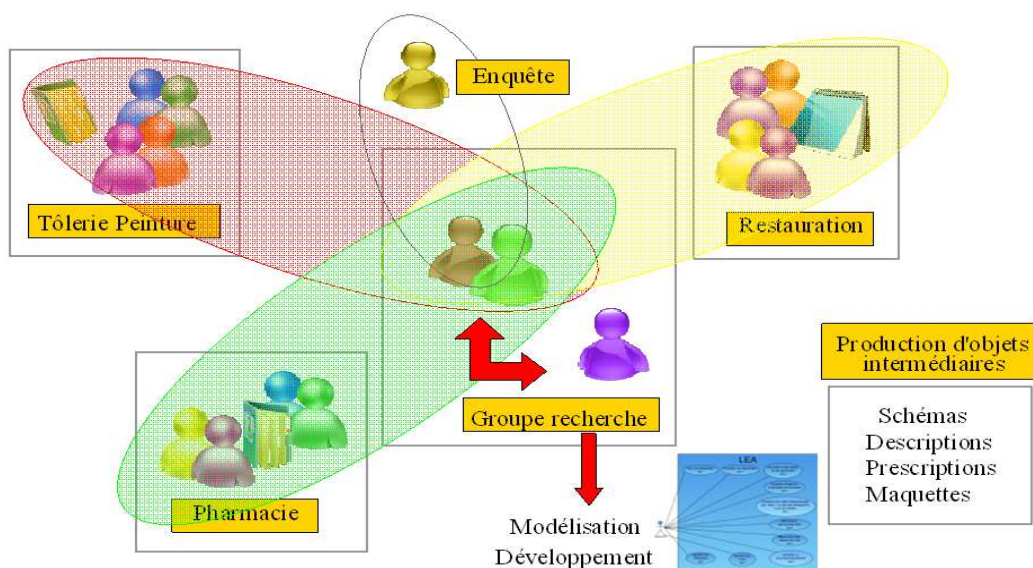 Enquête
Tôlerie Peinture
Restauration
Production d'objets
intermédiaires
Groupe recherche
Schémas
Descriptions
Prescriptions
Maquettes
Pharmacie
LEA
Modélisation
Développement